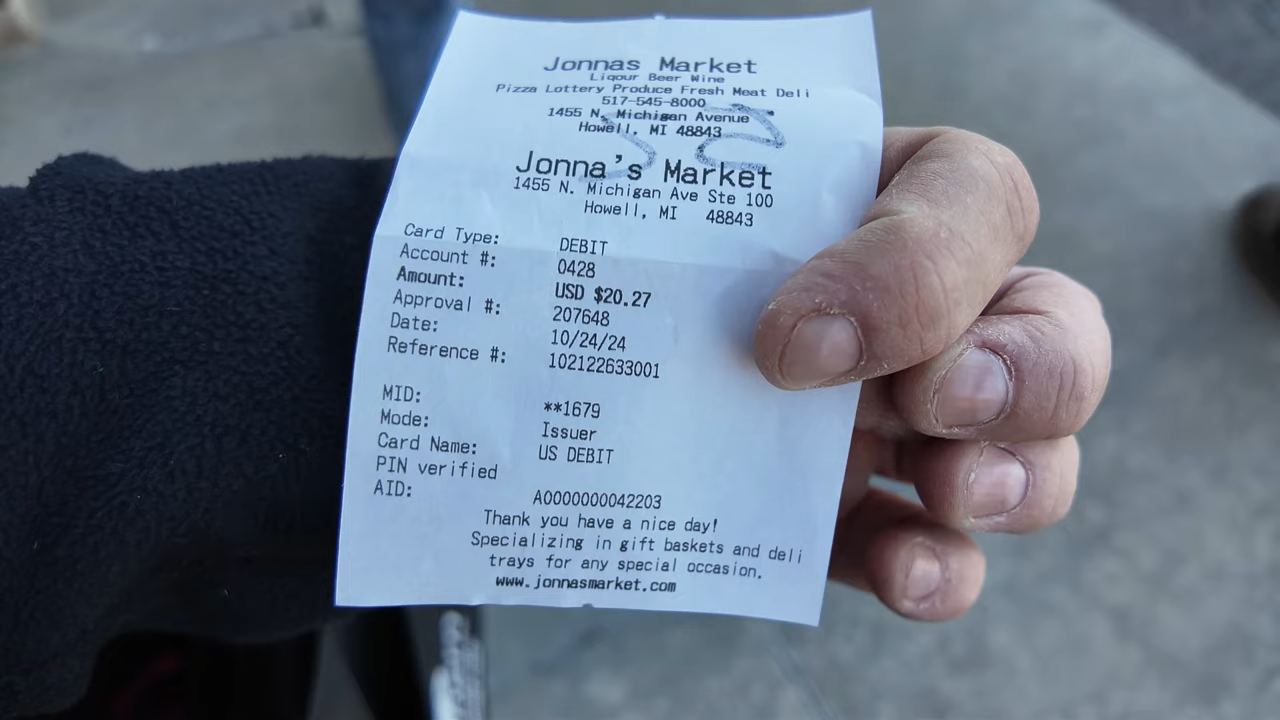 Jonnas Market
Liqour Beer Wine
Pizza Lottery Produce Fresh Meat Deli
517-545-8000
1455 N. Michigan Avenue
Howell, MI 48843
Jonna's Market
1455 N. Michigan Ave Ste 100
Howell, MI 48843
Card Type: DEBIT
Account #: 0428
Amount: USD $20.27
Approval #: 207648
Date: 10/24/24
Reference #: 102122633001
MID: **1679
Mode: Issuer
Card Name: US DEBIT
PIN verified
AID: A0000000042203
Thank you have a nice day!
Specializing in gift baskets and deli
trays for any special occasion.
www.jonnasmarket.com